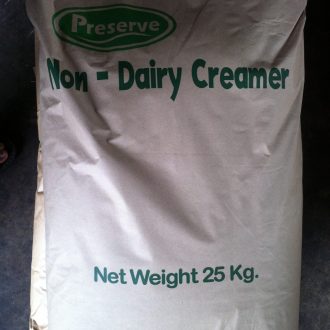 Preserve
Non - Dairy Creamer
Net Weight 25 Kg.